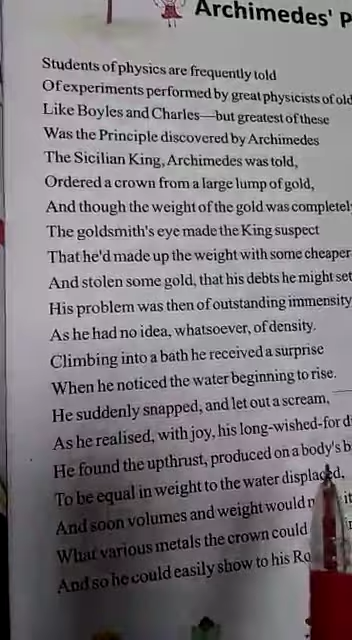 Archimedes' P
Students of physics are frequently told
Of experiments performed by great physicists of old
Like Boyles and Charles—but greatest of these
Was the Principle discovered by Archimedes
The Sicilian King, Archimedes was told,
Ordered a crown from a large lump of gold,
And though the weight of the gold was completel
The goldsmith's eye made the King suspect
That he'd made up the weight with some cheaper
And stolen some gold, that his debts he might set
His problem was then of outstanding immensity
As he had no idea, whatsoever, of density.
Climbing into a bath he received a surprise
When he noticed the water beginning to rise.
He suddenly snapped, and let out a scream,
As he realised, with joy, his long-wished-for d
He found the upthrust, produced on a body's b
To be equal in weight to the water displaced,
And soon volumes and weight would
What various metals the crown could
And so he could easily show to his Ro